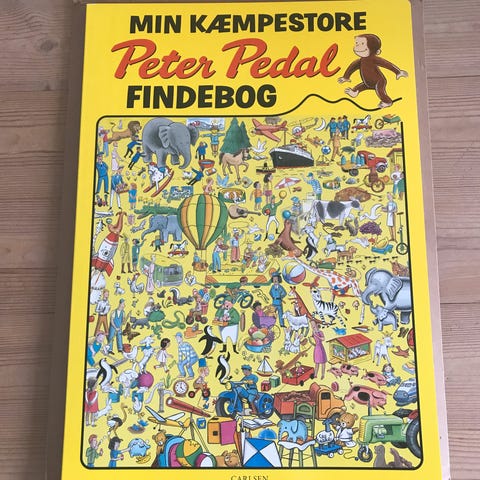 MIN KÆMPESTORE
Peter Pedal
FINDEBOG
CARLSEN